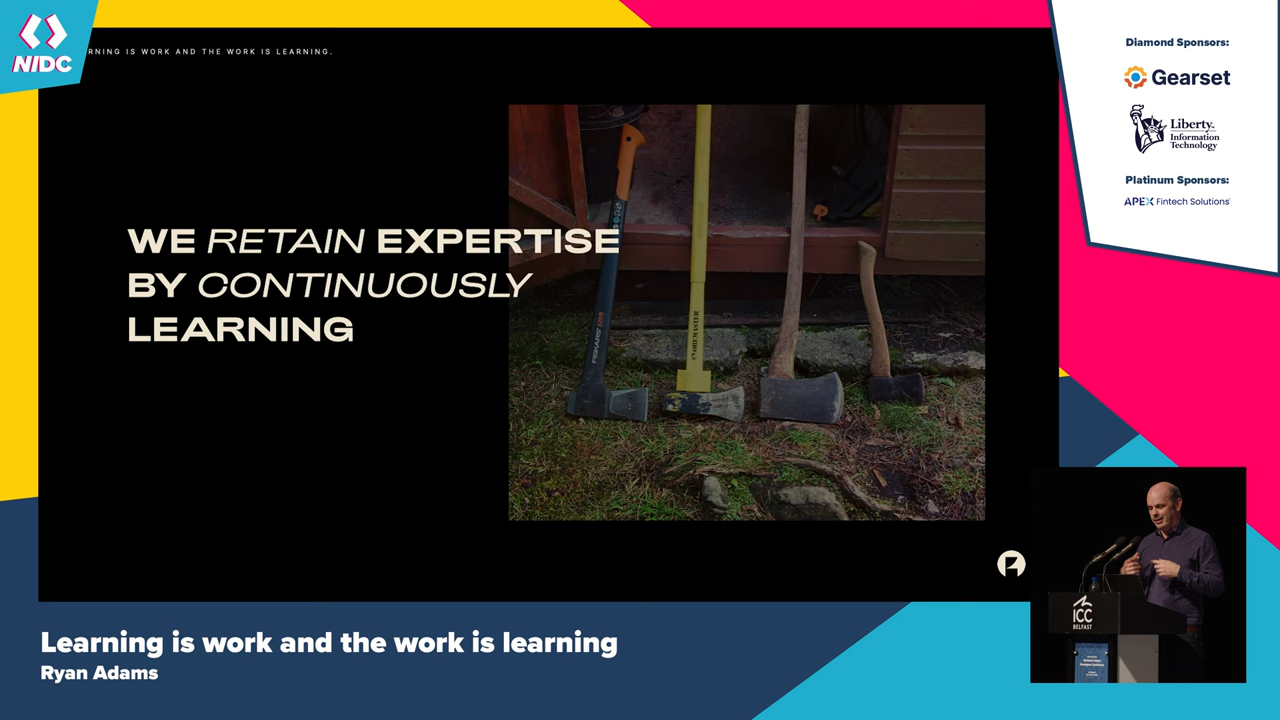 NIDC
RNING IS WORK AND THE WORK IS LEARNING.
WE RETAIN EXPERTISE
BY CONTINUOUSLY
LEARNING
FISKARS
Diamond Sponsors:
Gearset
Liberty
Information
Technology
Platinum Sponsors:
APEX Fintech Solutions
ICC
BELFAST
Learning is work and the work is learning
Ryan Adams